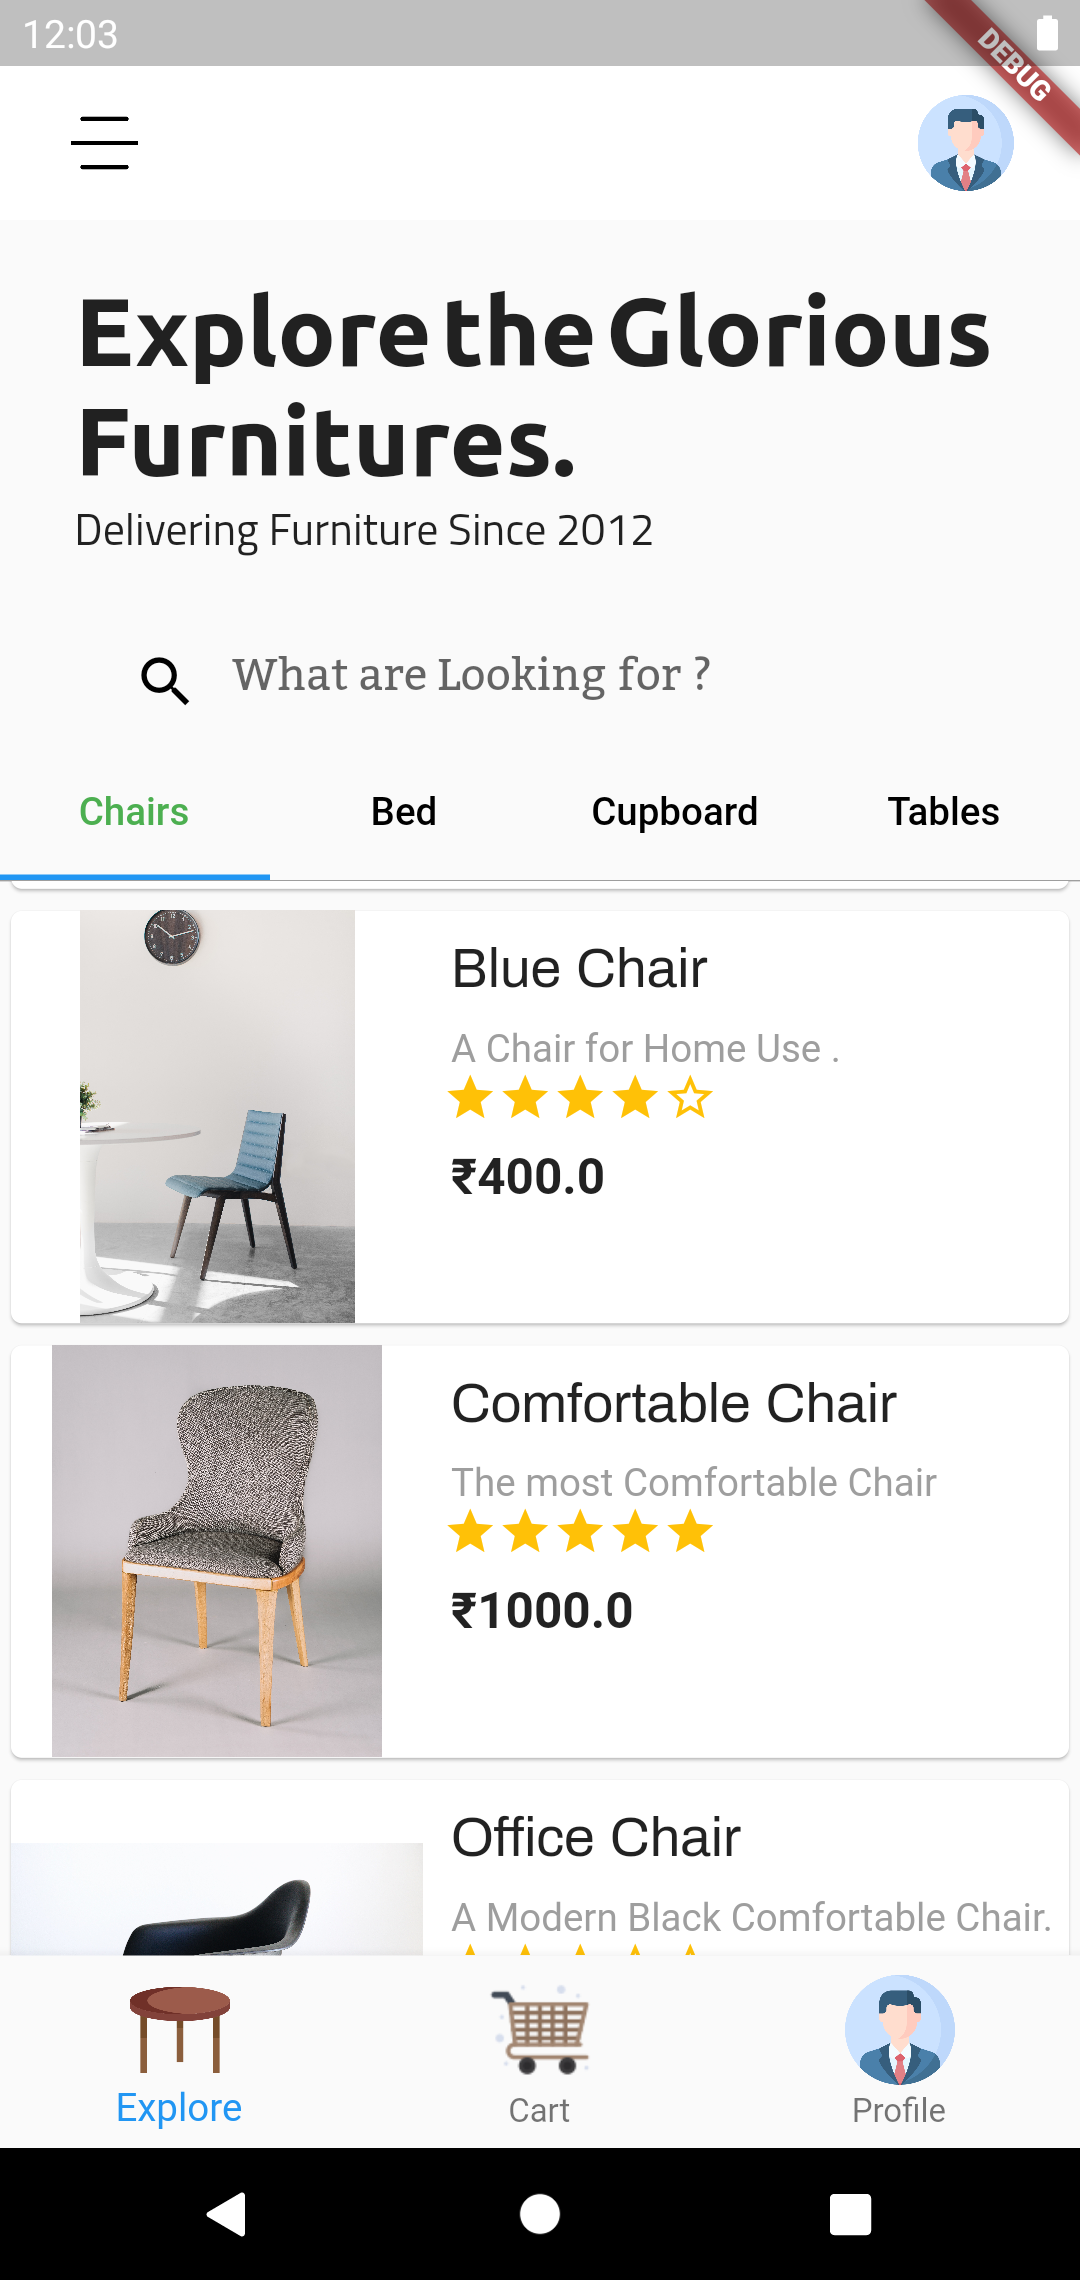 12:03
DEBUG
Explore the Glorious
Furnitures.
Delivering Furniture Since 2012
What are Looking for ?
Chairs Bed Cupboard Tables
Blue Chair
A Chair for Home Use .
₹400.0
Comfortable Chair
The most Comfortable Chair
₹1000.0
Office Chair
A Modern Black Comfortable Chair.
Explore Cart Profile